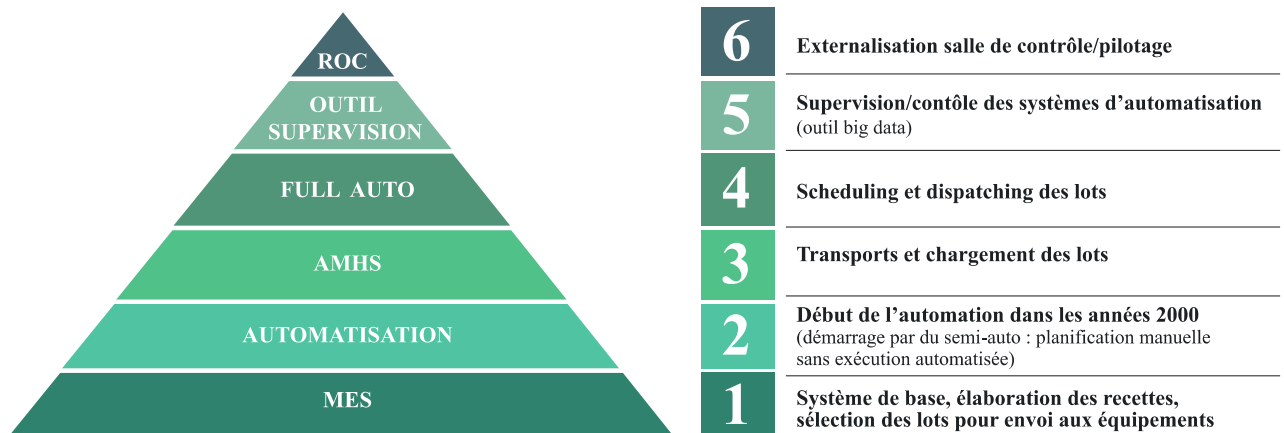 ROC
OUTIL
SUPERVISION
FULL AUTO
AMHS
AUTOMATISATION
MES
6
Externalisation salle de contrôle/pilotage
5
Supervision/contôle des systèmes d’automatisation
(outil big data)
4
Scheduling et dispatching des lots
3
Transports et chargement des lots
2
Début de l’automation dans les années 2000
(démarrage par du semi-auto : planification manuelle
sans exécution automatisée)
1
Système de base, élaboration des recettes,
sélection des lots pour envoi aux équipements